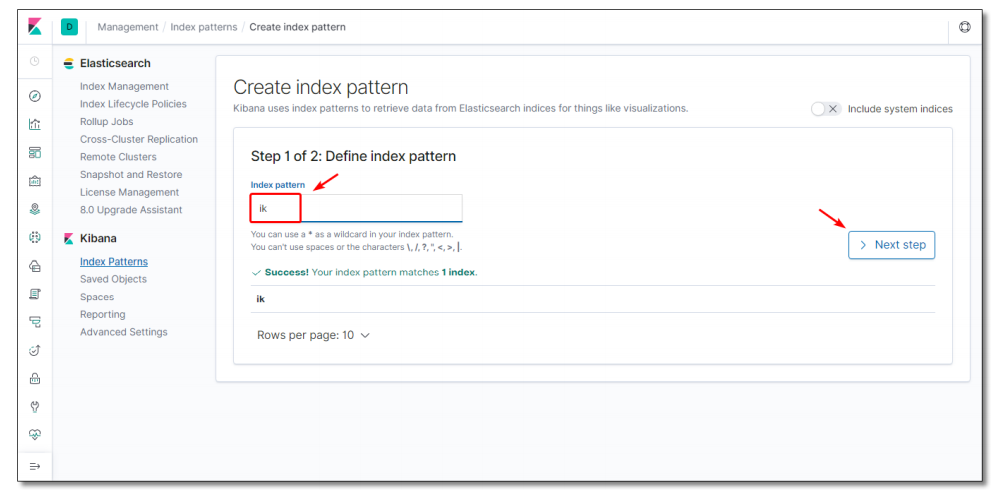 D Management / Index patterns / Create index pattern
Elasticsearch
Index Management
Index Lifecycle Policies
Rollup Jobs
Cross-Cluster Replication
Remote Clusters
Snapshot and Restore
License Management
8.0 Upgrade Assistant
Kibana
Index Patterns
Saved Objects
Spaces
Reporting
Advanced Settings
Create index pattern
Kibana uses index patterns to retrieve data from Elasticsearch indices for things like visualizations.
Include system indices
Step 1 of 2: Define index pattern
Index pattern
ik
You can use a * as a wildcard in your index pattern.
You can't use spaces or the characters \, /, ?, ", <, >, |.
Next step
Success! Your index pattern matches 1 index.
ik
Rows per page: 10